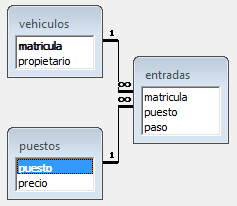 vehiculos
matricula
propietario
1
∞
∞
entradas
matricula
puesto
paso
puestos
puesto
precio
1